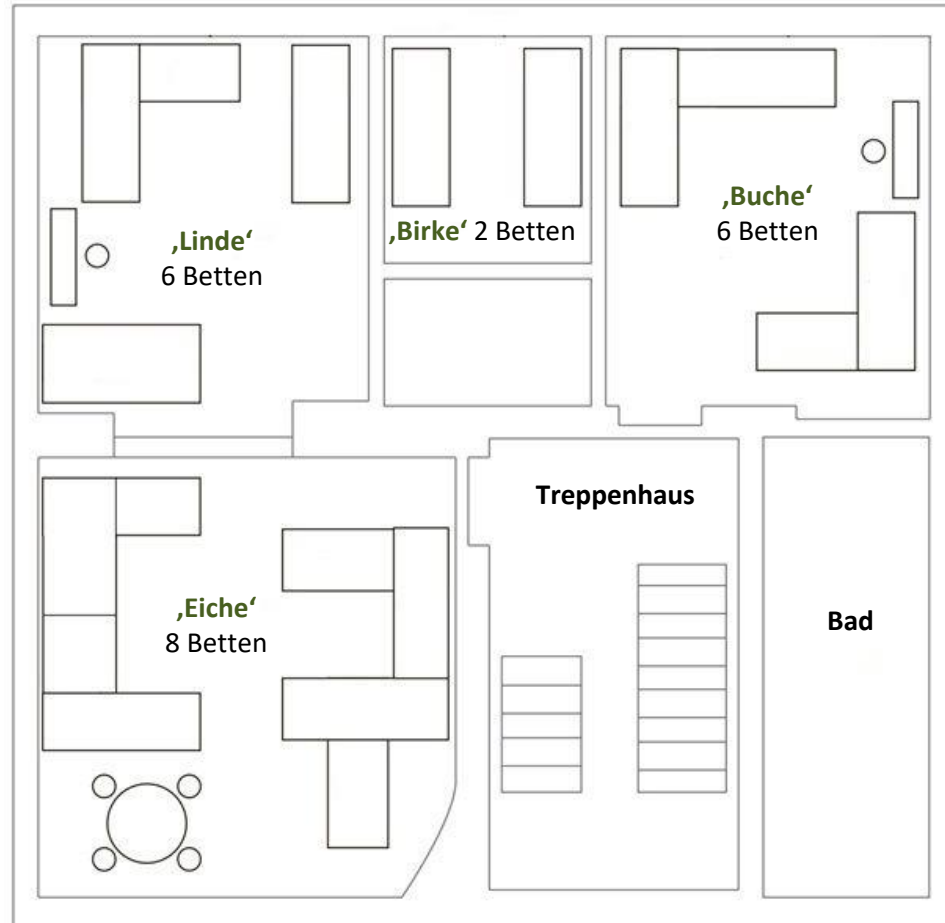 ‚Linde‘
6 Betten
‚Birke‘ 2 Betten
‚Buche‘
6 Betten
Treppenhaus
‚Eiche‘
8 Betten
Bad